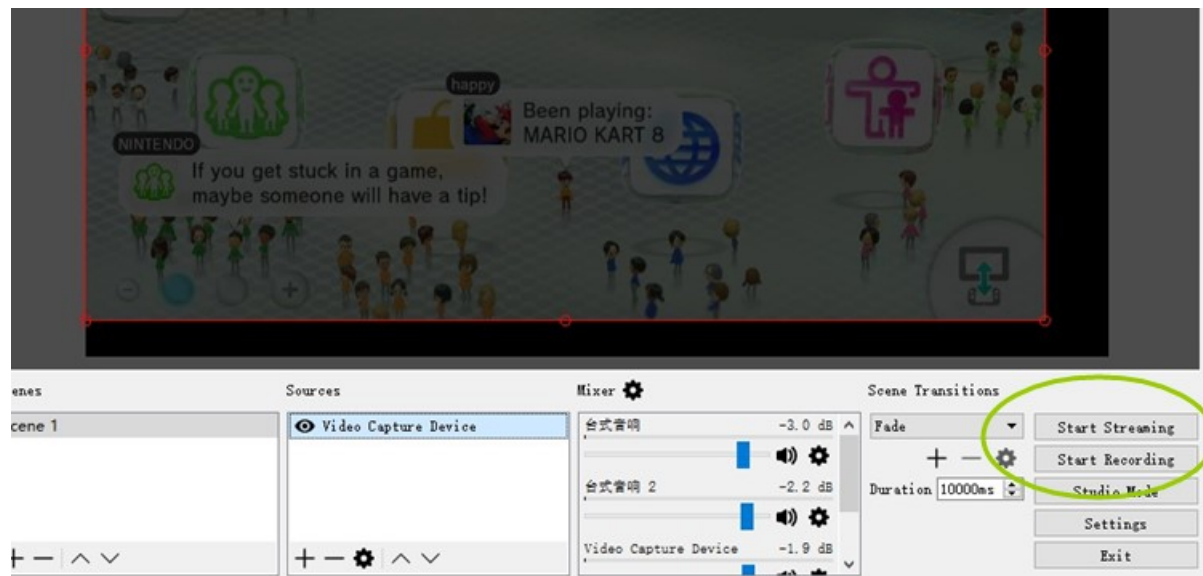 happy
Been playing:
MARIO KART 8
NINTENDO
If you get stuck in a game,
maybe someone will have a tip!
enes
Sources
Mixer
Scene Transitions
cene 1
Video Capture Device
台式音响
-3.0 dB
Fade
Start Streaming
Start Recording
台式音响 2
-2.2 dB
Duration 10000ms
Studio Mode
Settings
Video Capture Device
-1.9 dB
Exit